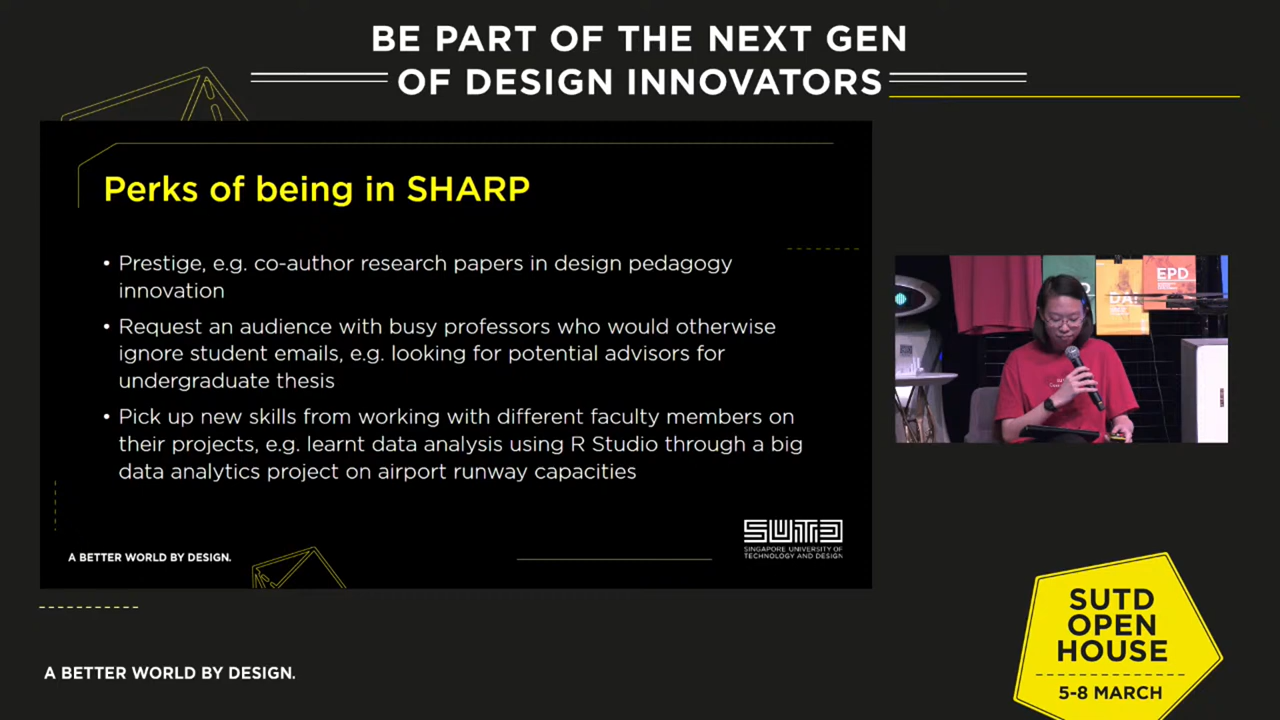 BE PART OF THE NEXT GEN
OF DESIGN INNOVATORS
Perks of being in SHARP
• Prestige, e.g. co-author research papers in design pedagogy
innovation
• Request an audience with busy professors who would otherwise
ignore student emails, e.g. looking for potential advisors for
undergraduate thesis
• Pick up new skills from working with different faculty members on
their projects, e.g. learnt data analysis using R Studio through a big
data analytics project on airport runway capacities
A BETTER WORLD BY DESIGN.
SUTD
SINGAPORE UNIVERSITY OF
TECHNOLOGY AND DESIGN
EPD
DAI
SUTD
OPEN
HOUSE
5-8 MARCH
A BETTER WORLD BY DESIGN.